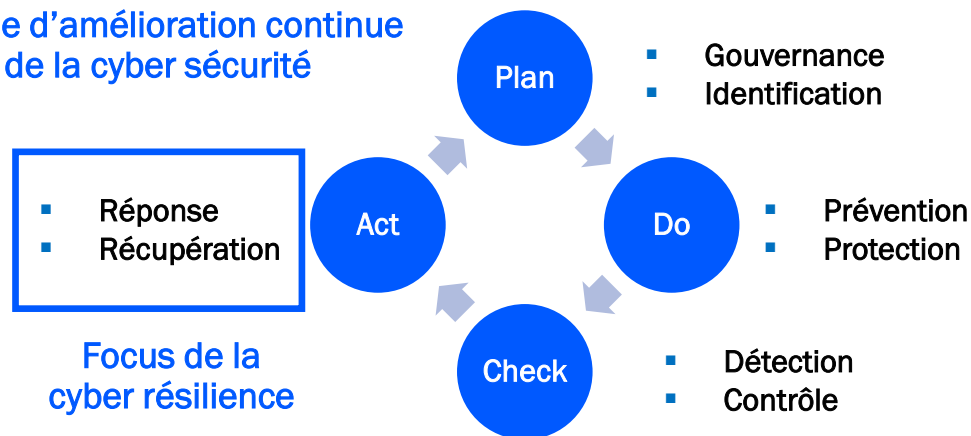 e d’amélioration continue
de la cyber sécurité
Plan
▪ Gouvernance
▪ Identification
▪ Réponse
▪ Récupération
Act
Do
▪ Prévention
▪ Protection
Focus de la
cyber résilience
Check
▪ Détection
▪ Contrôle